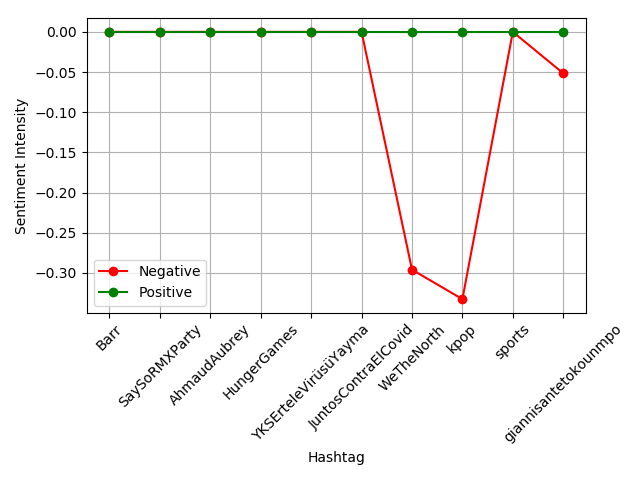 0.00
−0.05
−0.10
−0.15
−0.20
−0.25
−0.30
Sentiment Intensity
Negative
Positive
Barr
SaySoRMXParty
AhmaudAubrey
HungerGames
YKSErteleVirüsüYayma
JuntosContraElCovid
WeTheNorth
kpop
sports
giannisantetokounmpo
Hashtag